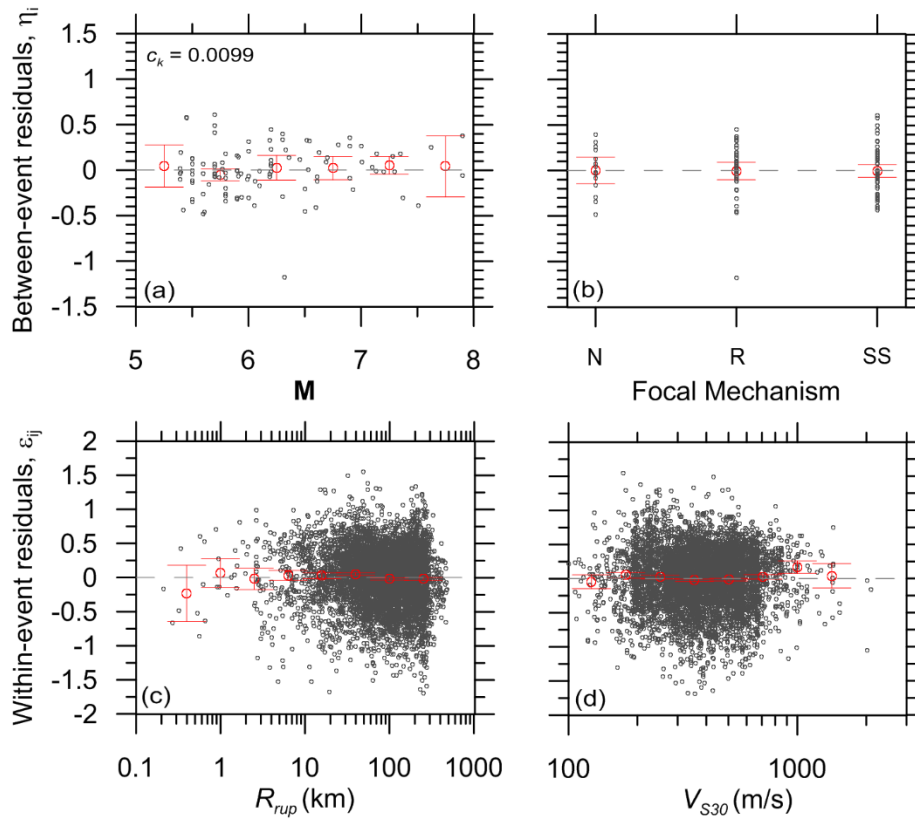 1.5
1
0.5
0
-0.5
-1
-1.5
Between-event residuals, ηi
c_k = 0.0099
(a)
5 6 7 8
M
(b)
N R SS
Focal Mechanism
2
1.5
1
0.5
0
-0.5
-1
-1.5
-2
Within-event residuals, εij
(c)
0.1 1 10 100 1000
R_rup (km)
(d)
100 1000
V_S30 (m/s)